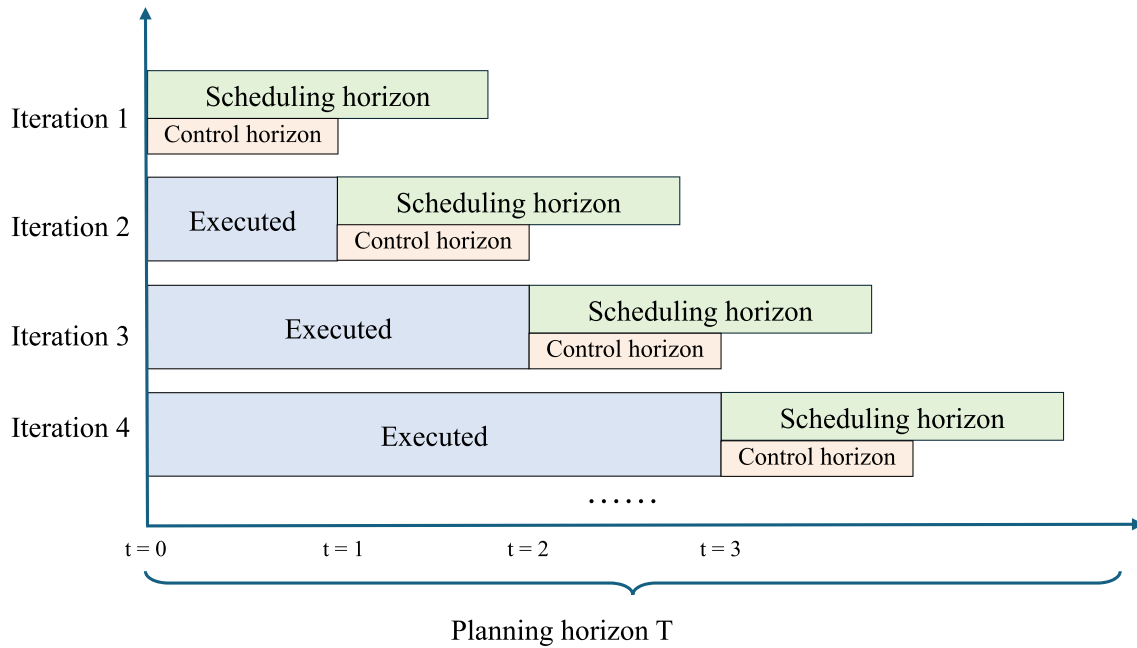 Scheduling horizon
Iteration 1
Control horizon
Scheduling horizon
Iteration 2
Executed
Control horizon
Scheduling horizon
Iteration 3
Executed
Control horizon
Scheduling horizon
Iteration 4
Executed
Control horizon
......
t = 0
t = 1
t = 2
t = 3
Planning horizon T